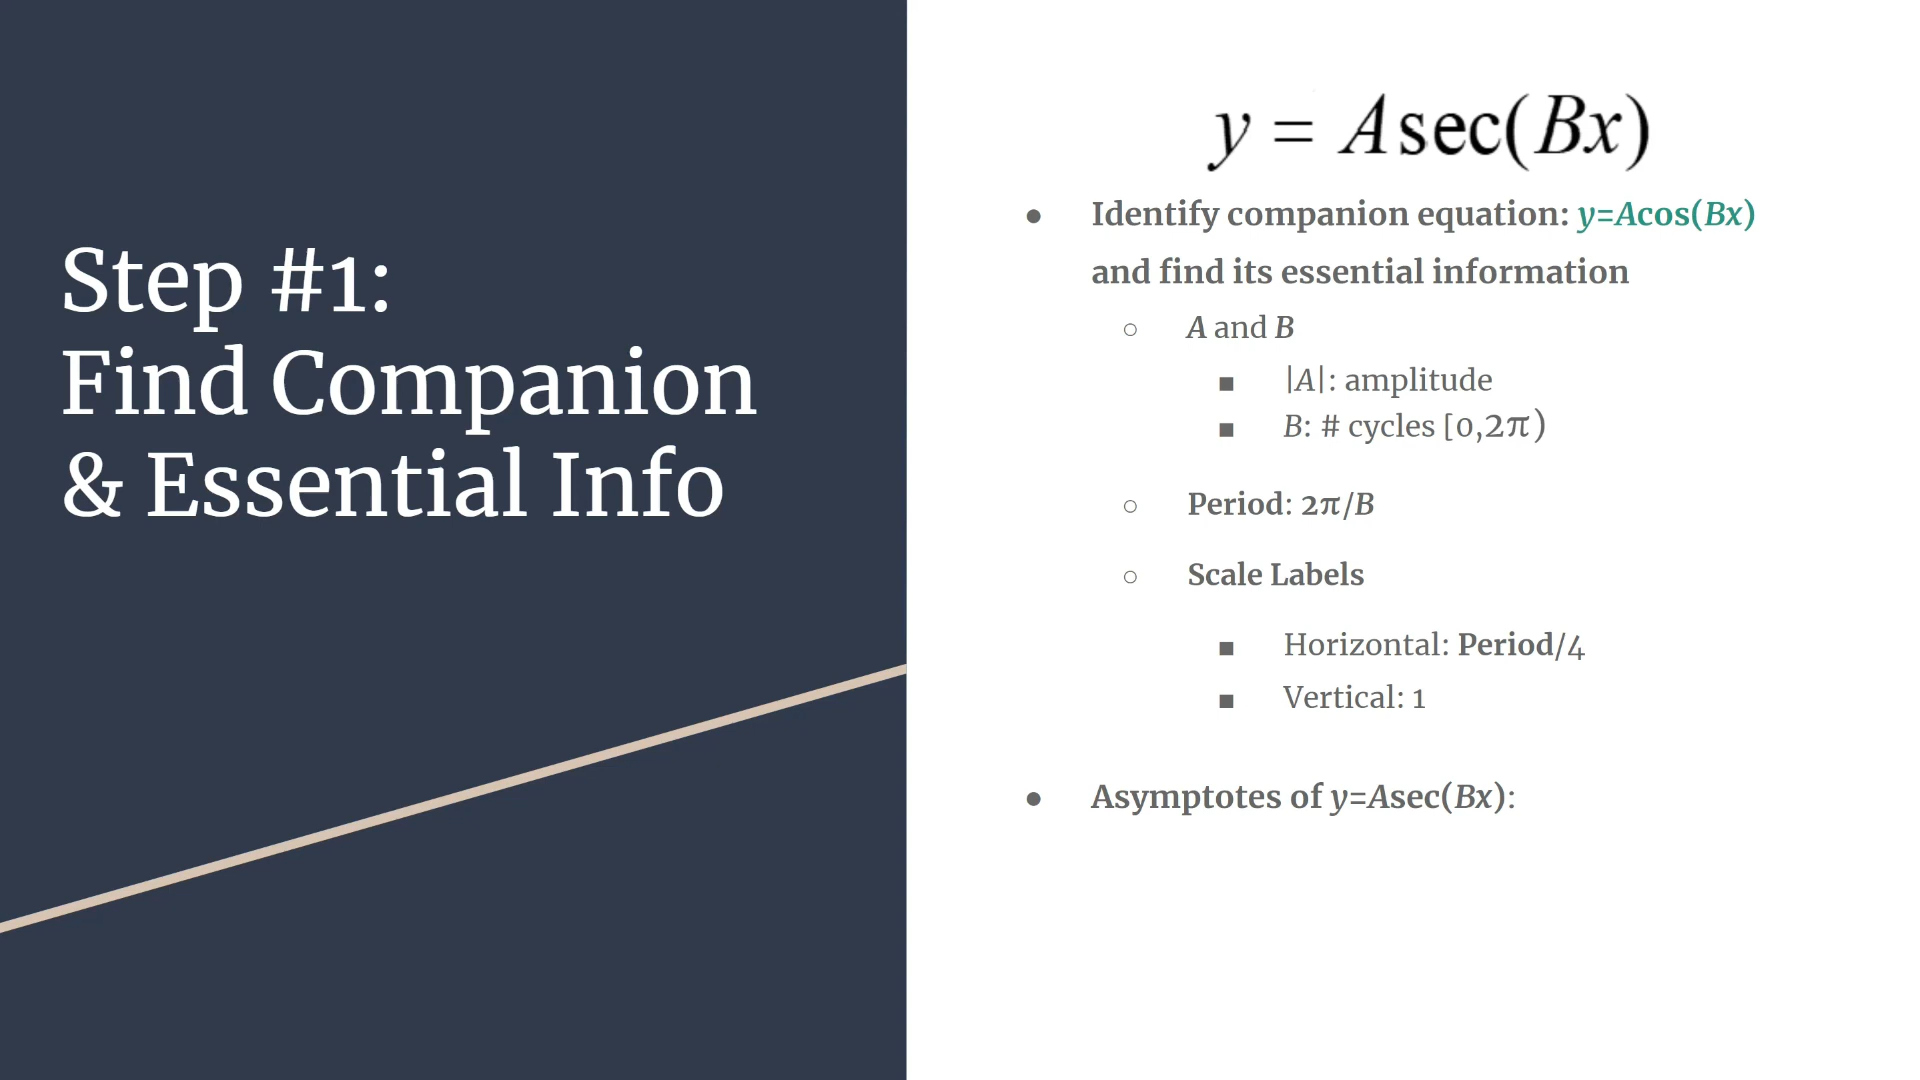 Step #1:
Find Companion
& Essential Info
y = A sec(Bx)
● Identify companion equation: y=Acos(Bx)
and find its essential information
○ A and B
■ |A|: amplitude
■ B: # cycles [0,2π)
○ Period: 2π/B
○ Scale Labels
■ Horizontal: Period/4
■ Vertical: 1
● Asymptotes of y=Asec(Bx):